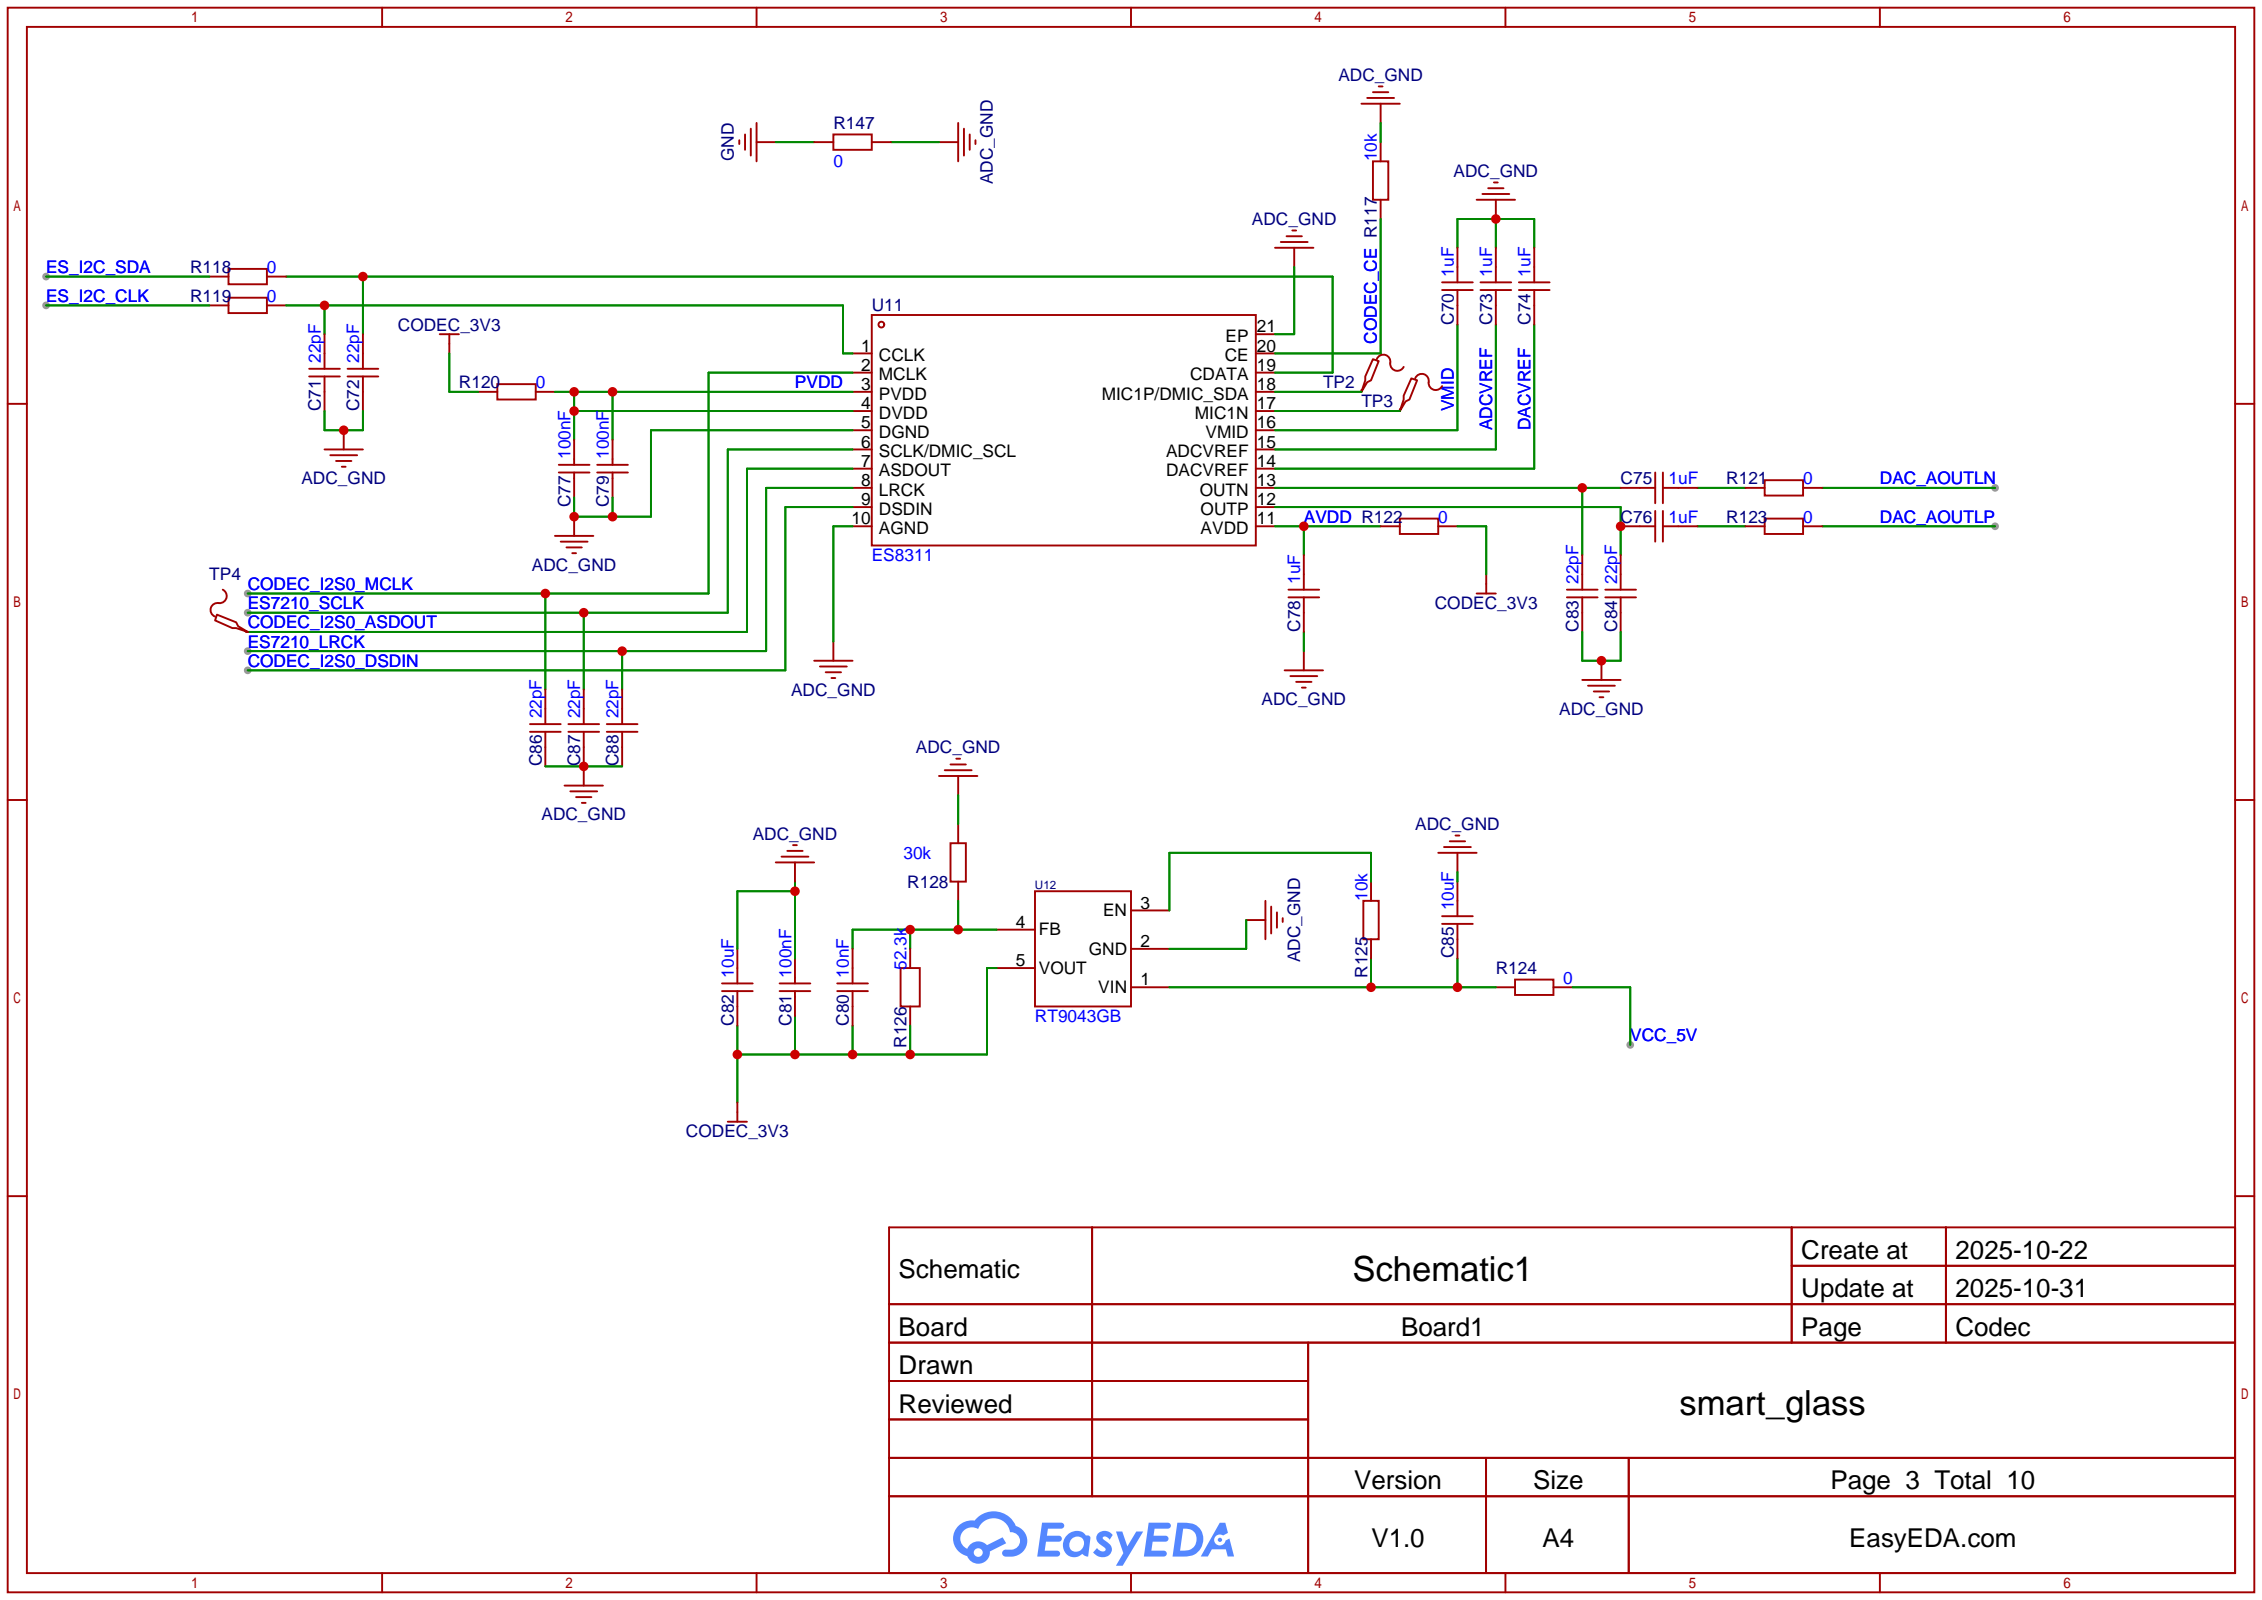 1 2 3 4 5 6
A A
B B
C C
D D
GND R147 0 ADC_GND
ADC_GND
10k
R117
CODEC_CE
ADC_GND
ADC_GND
1uF 1uF 1uF
C70 C73 C74
VMID ADCVREF DACVREF
ES_I2C_SDA R118 0
ES_I2C_CLK R119 0
22pF 22pF
C71 C72
ADC_GND
CODEC_3V3
R120 0 PVDD
100nF 100nF
C77 C79
ADC_GND
U11
1 CCLK
2 MCLK
3 PVDD
4 DVDD
5 DGND
6 SCLK/DMIC_SCL
7 ASDOUT
8 LRCK
9 DSDIN
10 AGND
EP 21
CE 20
CDATA 19
MIC1P/DMIC_SDA 18
MIC1N 17
VMID 16
ADCVREF 15
DACVREF 14
OUTN 13
OUTP 12
AVDD 11
ES8311
TP2
TP3
C75 1uF R121 0 DAC_AOUTLN
C76 1uF R123 0 DAC_AOUTLP
AVDD R122 0
CODEC_3V3
1uF
C78
ADC_GND
22pF 22pF
C83 C84
ADC_GND
TP4
CODEC_I2S0_MCLK
ES7210_SCLK
CODEC_I2S0_ASDOUT
ES7210_LRCK
CODEC_I2S0_DSDIN
ADC_GND
22pF 22pF 22pF
C86 C87 C88
ADC_GND
ADC_GND
30k
R128
ADC_GND
10uF 100nF 10nF 52.3k
C82 C81 C80 R126
CODEC_3V3
U12
4 FB
5 VOUT
EN 3
GND 2
VIN 1
RT9043GB
ADC_GND
10k
R125
ADC_GND
10uF
C85
R124 0
VCC_5V
Schematic Schematic1 Create at 2025-10-22
Update at 2025-10-31
Board Board1 Page Codec
Drawn
Reviewed
smart_glass
Version Size Page 3 Total 10
EasyEDA V1.0 A4 EasyEDA.com
1 2 3 4 5 6